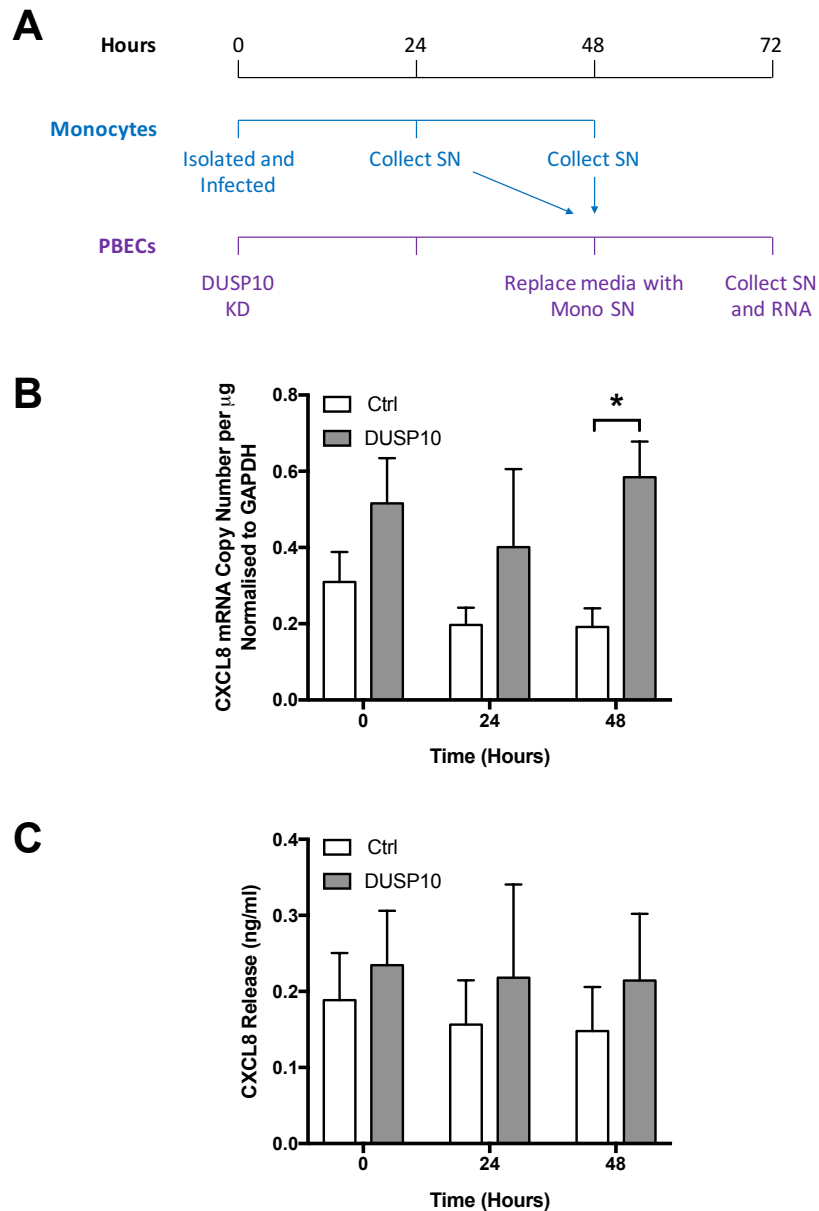 A
Hours
0 24 48 72
Monocytes
Isolated and Infected
Collect SN
Collect SN
PBECs
DUSP10 KD
Replace media with Mono SN
Collect SN and RNA
B
CXCL8 mRNA Copy Number per μg
Normalised to GAPDH
0.8
0.6
0.4
0.2
0.0
Ctrl
DUSP10
*
0 24 48
Time (Hours)
C
CXCL8 Release (ng/ml)
0.4
0.3
0.2
0.1
0.0
Ctrl
DUSP10
0 24 48
Time (Hours)